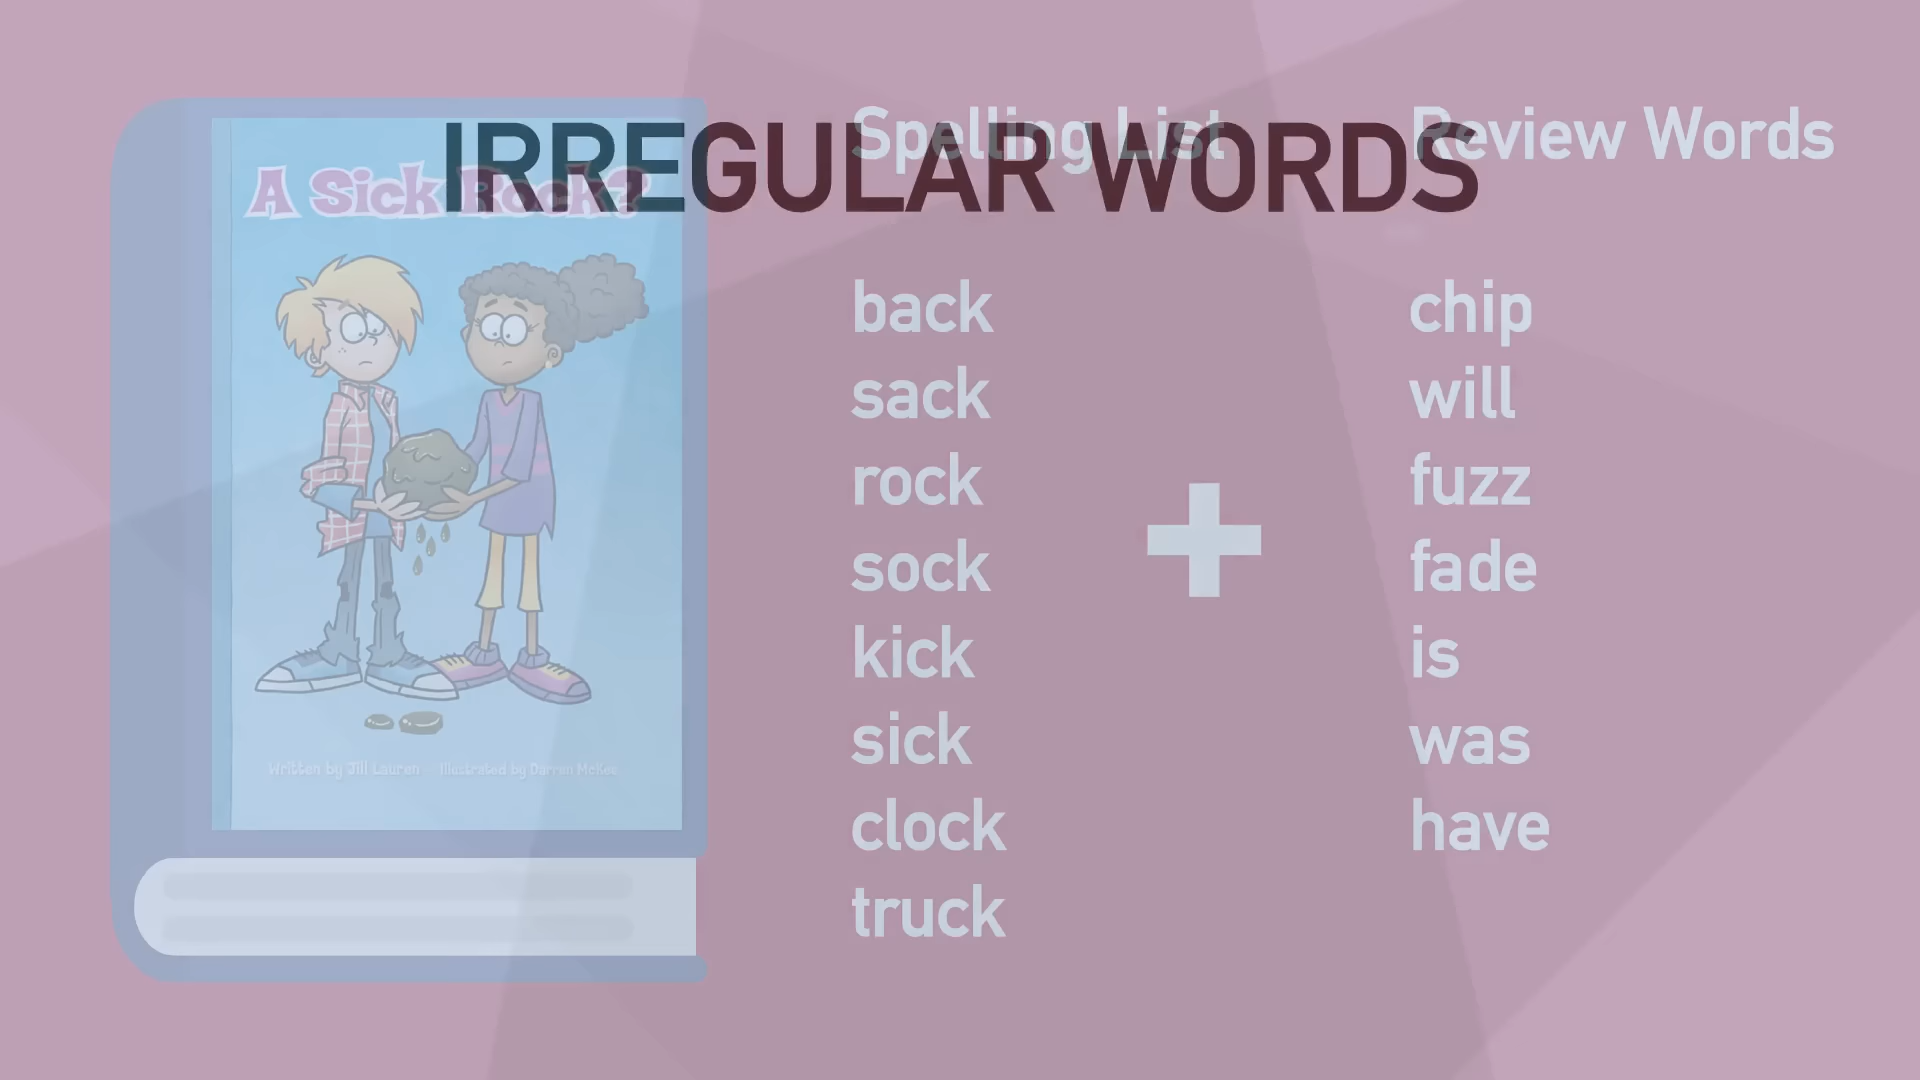 IRREGULAR WORDS
A Sick Rock?
Written by Jill Lauren Illustrated by Darren McKee
Spelling List
back
sack
rock
sock
kick
sick
clock
truck
+
Review Words
chip
will
fuzz
fade
is
was
have